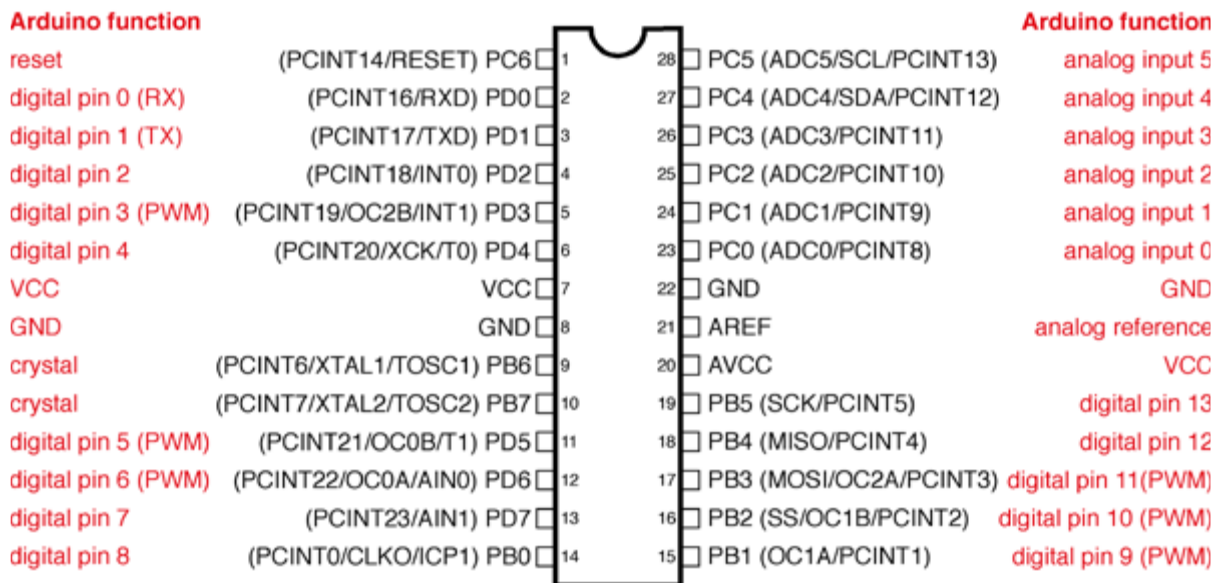 Arduino function Arduino function
reset (PCINT14/RESET) PC6 1 28 PC5 (ADC5/SCL/PCINT13) analog input 5
digital pin 0 (RX) (PCINT16/RXD) PD0 2 27 PC4 (ADC4/SDA/PCINT12) analog input 4
digital pin 1 (TX) (PCINT17/TXD) PD1 3 26 PC3 (ADC3/PCINT11) analog input 3
digital pin 2 (PCINT18/INT0) PD2 4 25 PC2 (ADC2/PCINT10) analog input 2
digital pin 3 (PWM) (PCINT19/OC2B/INT1) PD3 5 24 PC1 (ADC1/PCINT9) analog input 1
digital pin 4 (PCINT20/XCK/T0) PD4 6 23 PC0 (ADC0/PCINT8) analog input 0
VCC VCC 7 22 GND GND
GND GND 8 21 AREF analog reference
crystal (PCINT6/XTAL1/TOSC1) PB6 9 20 AVCC VCC
crystal (PCINT7/XTAL2/TOSC2) PB7 10 19 PB5 (SCK/PCINT5) digital pin 13
digital pin 5 (PWM) (PCINT21/OC0B/T1) PD5 11 18 PB4 (MISO/PCINT4) digital pin 12
digital pin 6 (PWM) (PCINT22/OC0A/AIN0) PD6 12 17 PB3 (MOSI/OC2A/PCINT3) digital pin 11(PWM)
digital pin 7 (PCINT23/AIN1) PD7 13 16 PB2 (SS/OC1B/PCINT2) digital pin 10 (PWM)
digital pin 8 (PCINT0/CLKO/ICP1) PB0 14 15 PB1 (OC1A/PCINT1) digital pin 9 (PWM)